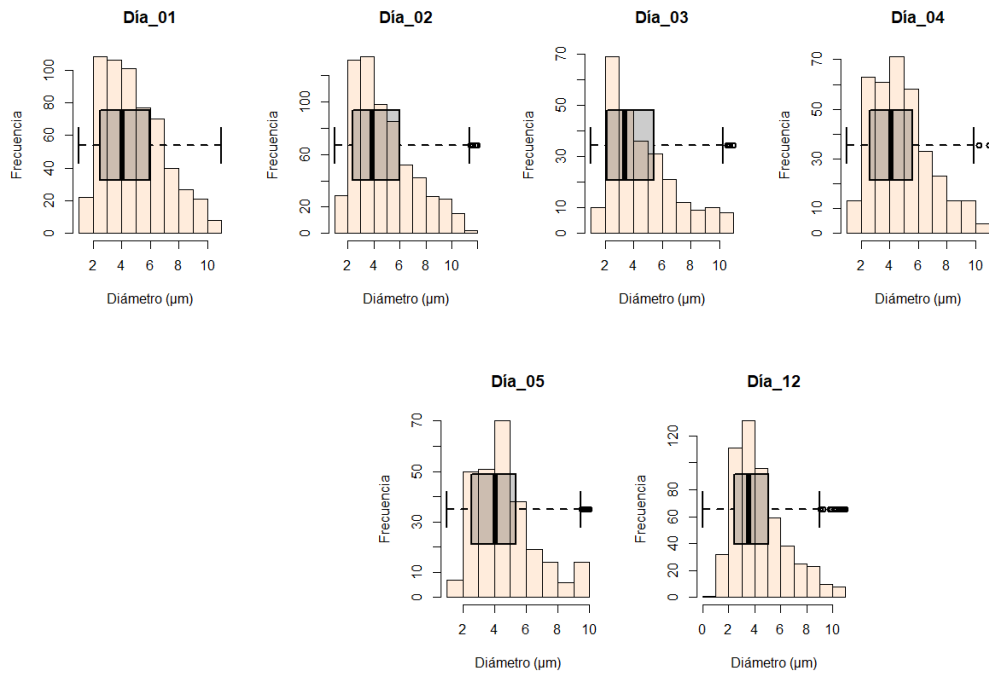 Día_01
Frecuencia
0 20 40 60 80 100
2 4 6 8 10
Diámetro (µm)
Día_02
Frecuencia
0 20 60 100
2 4 6 8 10
Diámetro (µm)
Día_03
Frecuencia
0 10 30 50 70
2 4 6 8 10
Diámetro (µm)
Día_04
Frecuencia
0 10 30 50 70
2 4 6 8 10
Diámetro (µm)
Día_05
Frecuencia
0 10 30 50 70
2 4 6 8 10
Diámetro (µm)
Día_12
Frecuencia
0 20 40 60 80 120
0 2 4 6 8 10
Diámetro (µm)